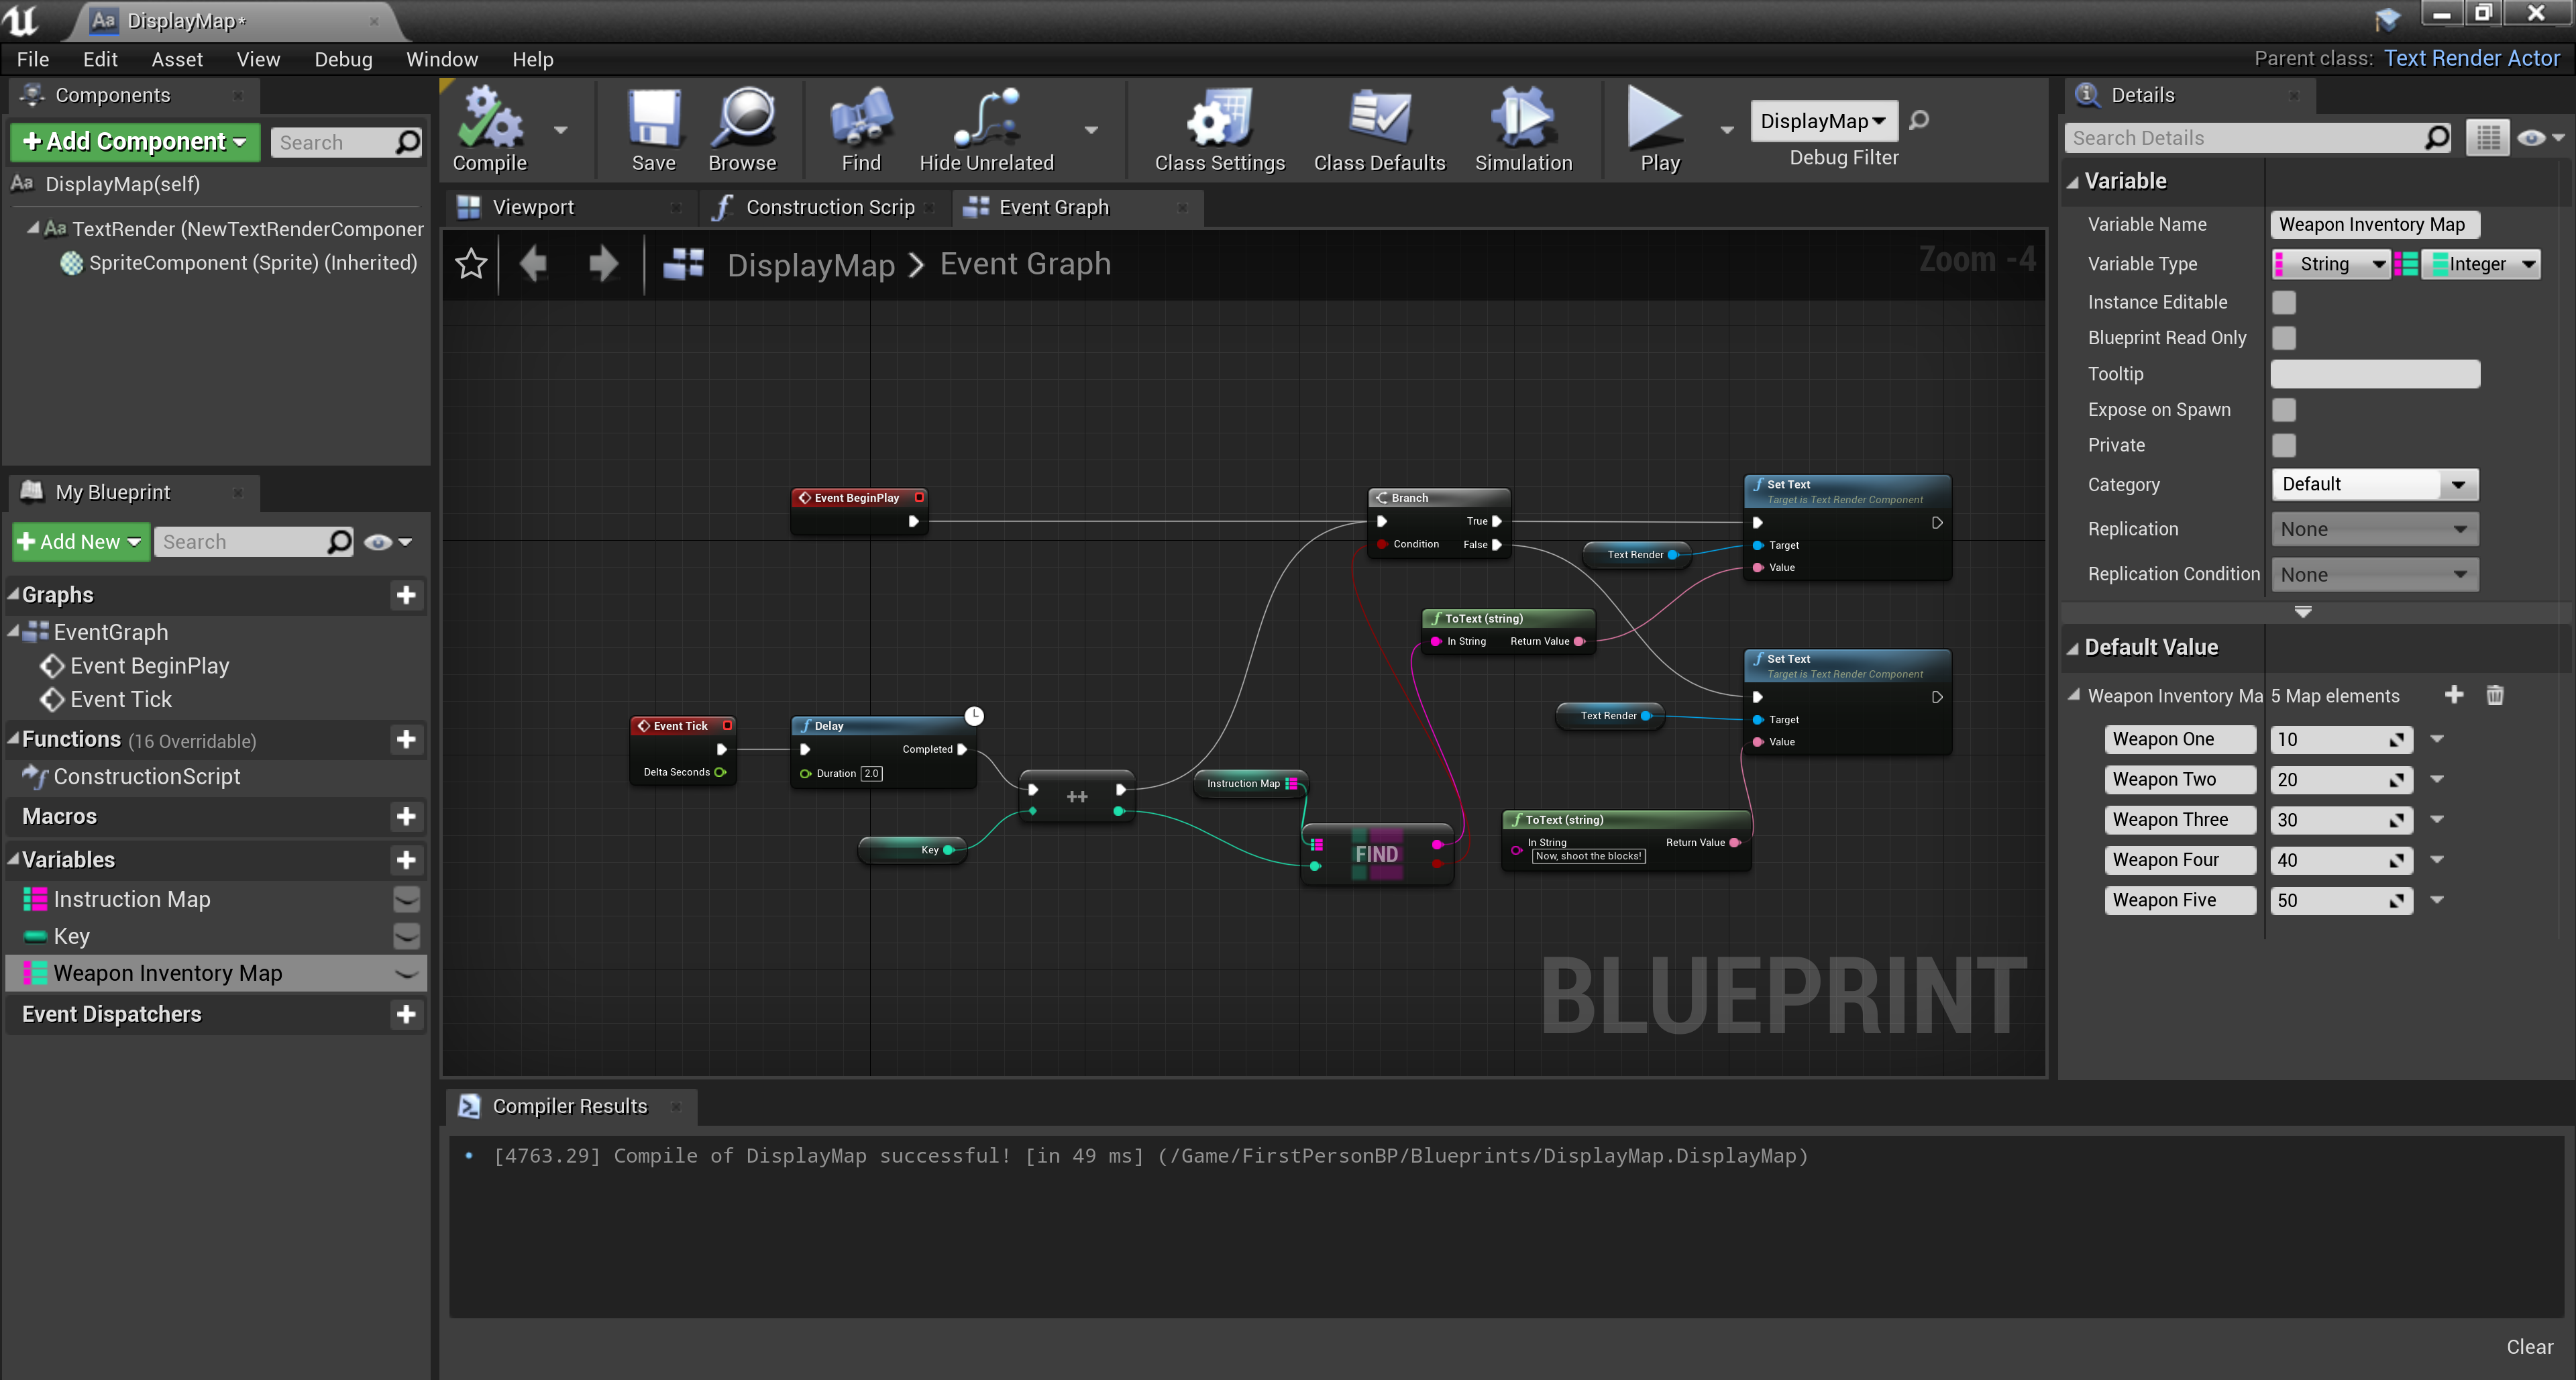 DisplayMap*
File Edit Asset View Debug Window Help
Parent class: Text Render Actor
Components
Add Component
Search
DisplayMap(self)
TextRender (NewTextRenderComponer
SpriteComponent (Sprite) (Inherited)
My Blueprint
Add New
Search
Graphs
EventGraph
Event BeginPlay
Event Tick
Functions (16 Overridable)
ConstructionScript
Macros
Variables
Instruction Map
Key
Weapon Inventory Map
Event Dispatchers
Compile
Save
Browse
Find
Hide Unrelated
Class Settings
Class Defaults
Simulation
Play
DisplayMap
Debug Filter
Viewport
Construction Scrip
Event Graph
DisplayMap > Event Graph
Zoom -4
Event BeginPlay
Branch
True
Condition False
Set Text
Target is Text Render Component
Target
Value
Text Render
ToText (string)
In String Return Value
Set Text
Target is Text Render Component
Target
Value
Text Render
Event Tick
Delta Seconds
Delay
Completed
Duration 2.0
++
Key
Instruction Map
FIND
ToText (string)
In String Return Value
Now, shoot the blocks!
BLUEPRINT
Compiler Results
[4763.29] Compile of DisplayMap successful! [in 49 ms] (/Game/FirstPersonBP/Blueprints/DisplayMap.DisplayMap)
Clear
Details
Search Details
Variable
Variable Name Weapon Inventory Map
Variable Type String Integer
Instance Editable
Blueprint Read Only
Tooltip
Expose on Spawn
Private
Category Default
Replication None
Replication Condition None
Default Value
Weapon Inventory Ma 5 Map elements
Weapon One 10
Weapon Two 20
Weapon Three 30
Weapon Four 40
Weapon Five 50